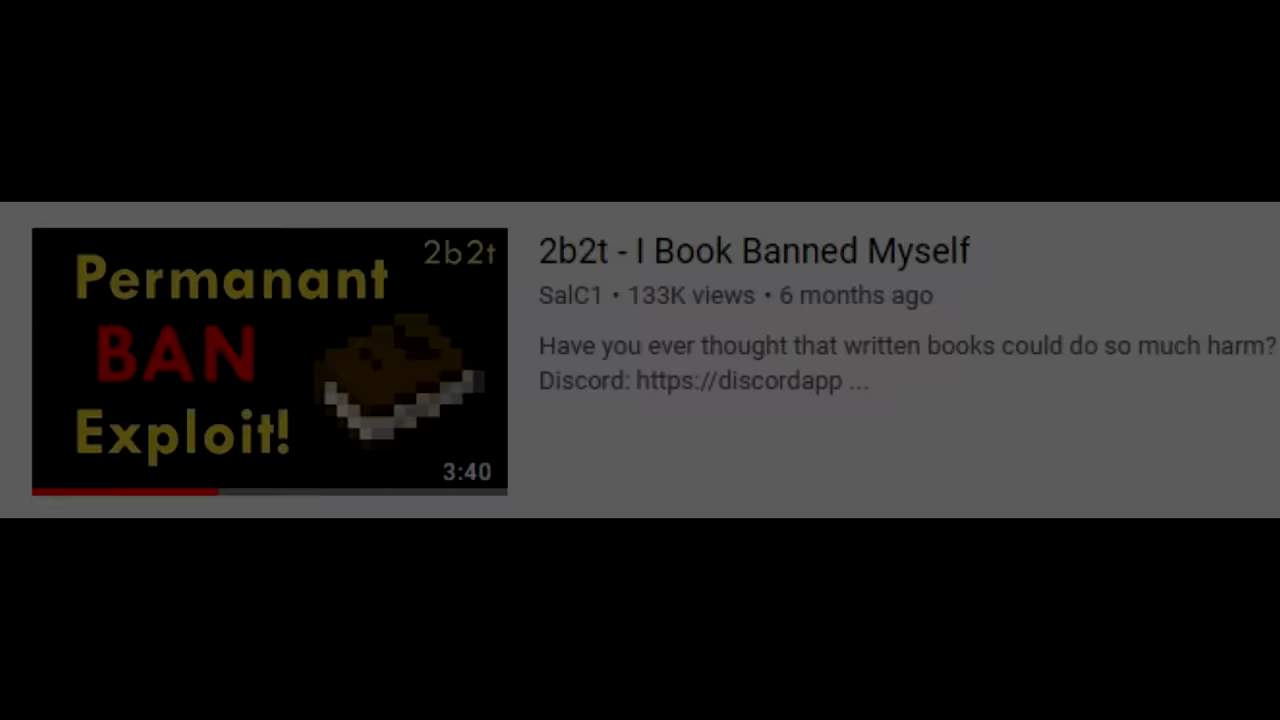 2b2t
Permanant
BAN
Exploit!
3:40
2b2t - I Book Banned Myself
SalC1 • 133K views • 6 months ago
Have you ever thought that written books could do so much harm?
Discord: https://discordapp ...